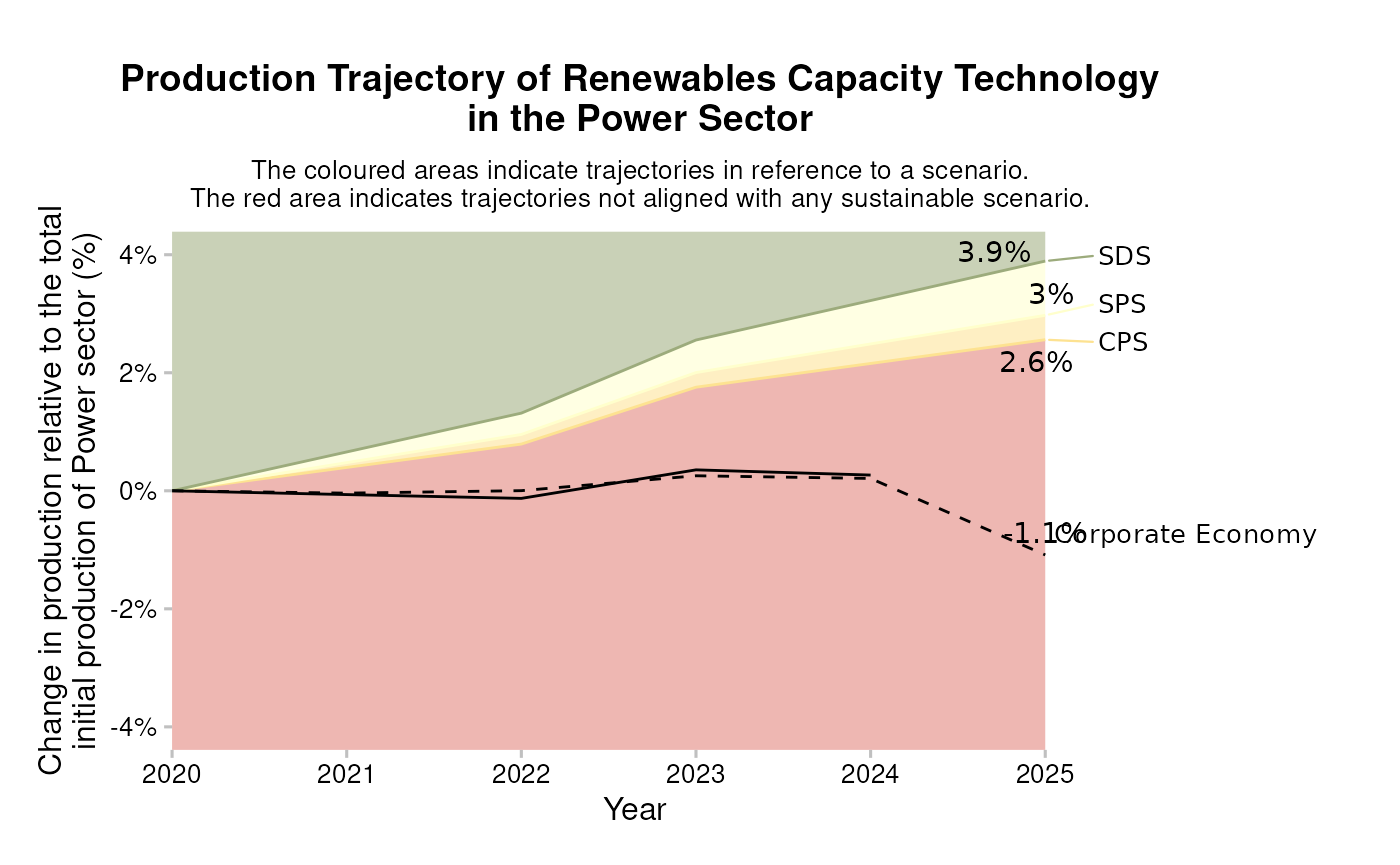 Production Trajectory of Renewables Capacity Technology
in the Power Sector
The coloured areas indicate trajectories in reference to a scenario.
The red area indicates trajectories not aligned with any sustainable scenario.
Change in production relative to the total
initial production of Power sector (%)
4%
2%
0%
-2%
-4%
3.9%
SDS
3%
SPS
CPS
2.6%
-1.1%
Corporate Economy
2020
2021
2022
2023
2024
2025
Year